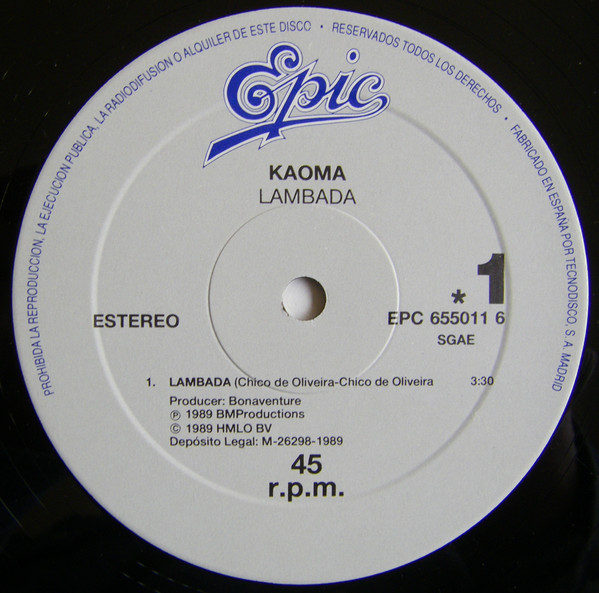 PROHIBIDA LA REPRODUCCION, LA EJECUCION PUBLICA, LA RADIODIFUSION O ALQUILER DE ESTE DISCO • RESERVADOS TODOS LOS DERECHOS • FABRICADO EN ESPAÑA POR TECNODISCO, S. A. MADRID
Epic
KAOMA
LAMBADA
* 1
ESTEREO
EPC 655011 6
SGAE
1. LAMBADA (Chico de Oliveira-Chico de Oliveira 3:30
Producer: Bonaventure
℗ 1989 BMProductions
© 1989 HMLO BV
Depósito Legal: M-26298-1989
45
r.p.m.